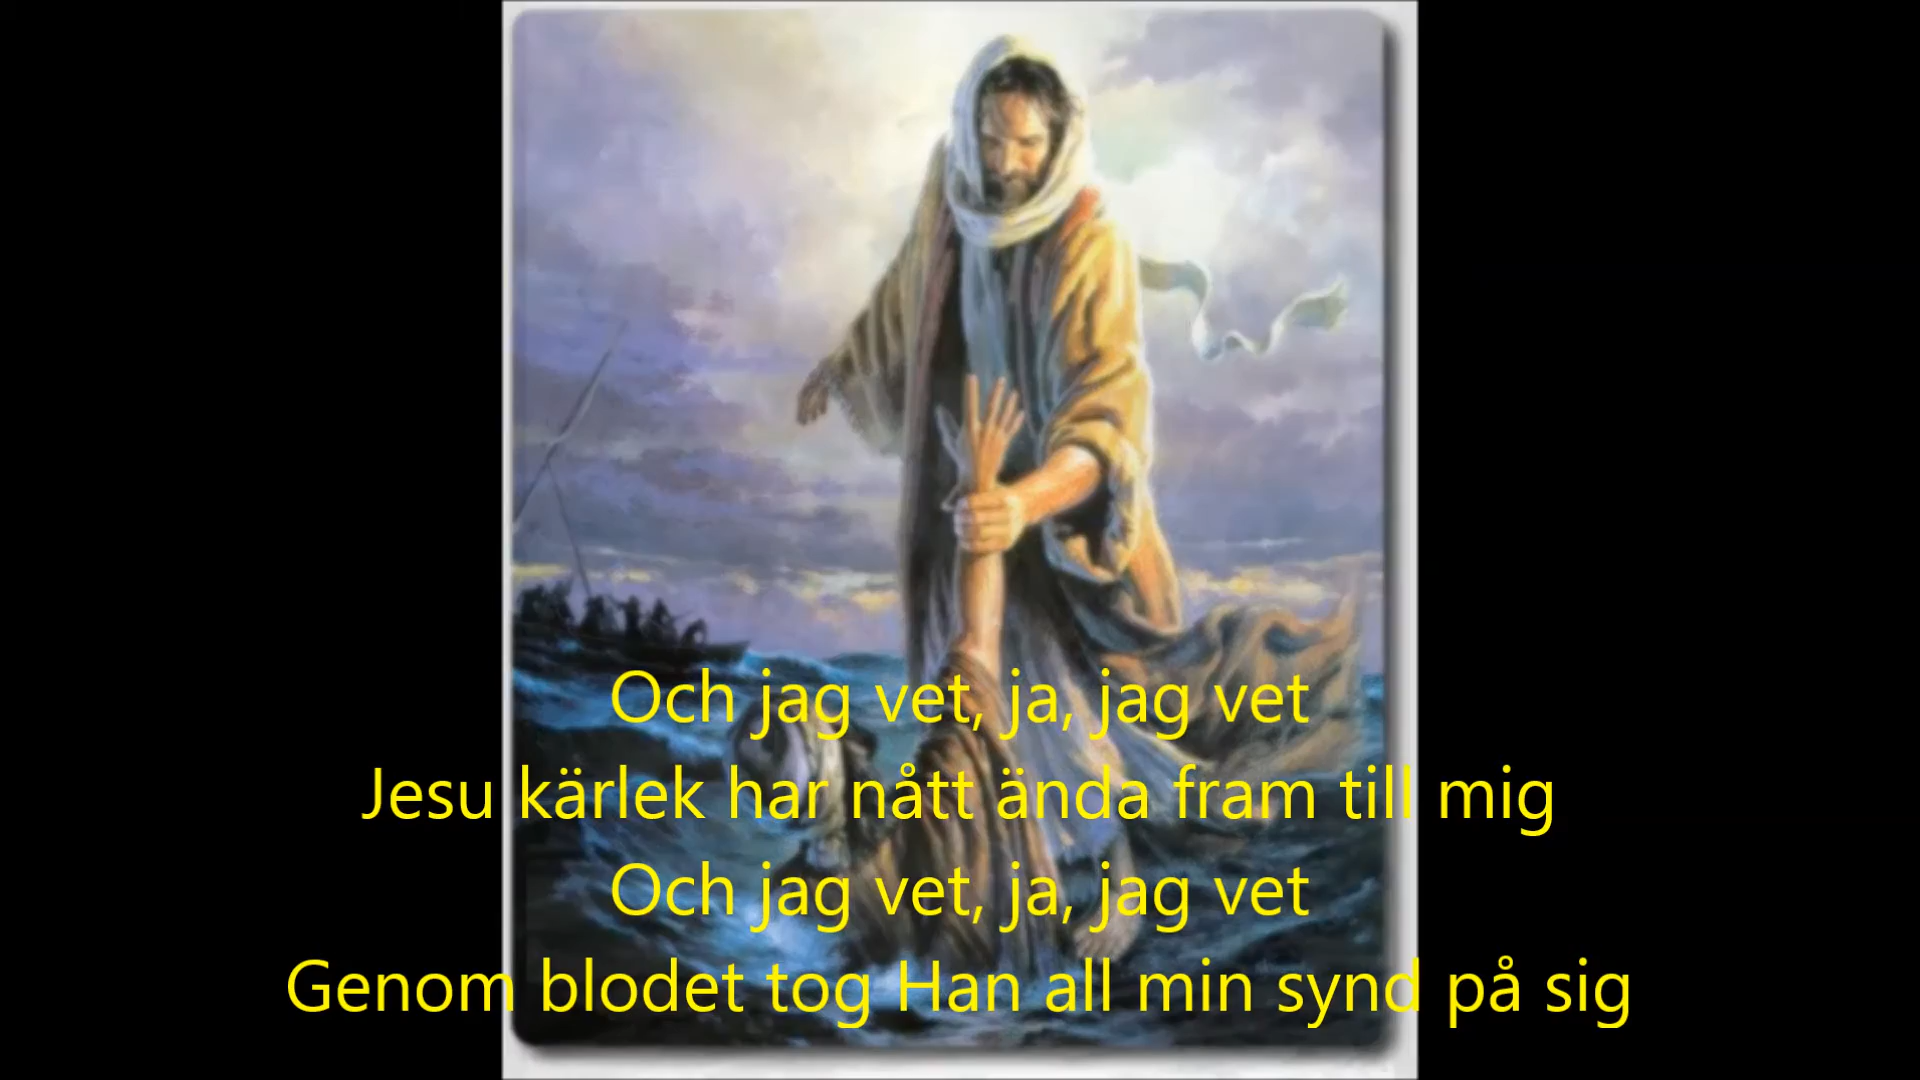 Och jag vet, ja, jag vet
Jesu kärlek har nått ända fram till mig
Och jag vet, ja, jag vet
Genom blodet tog Han all min synd på sig